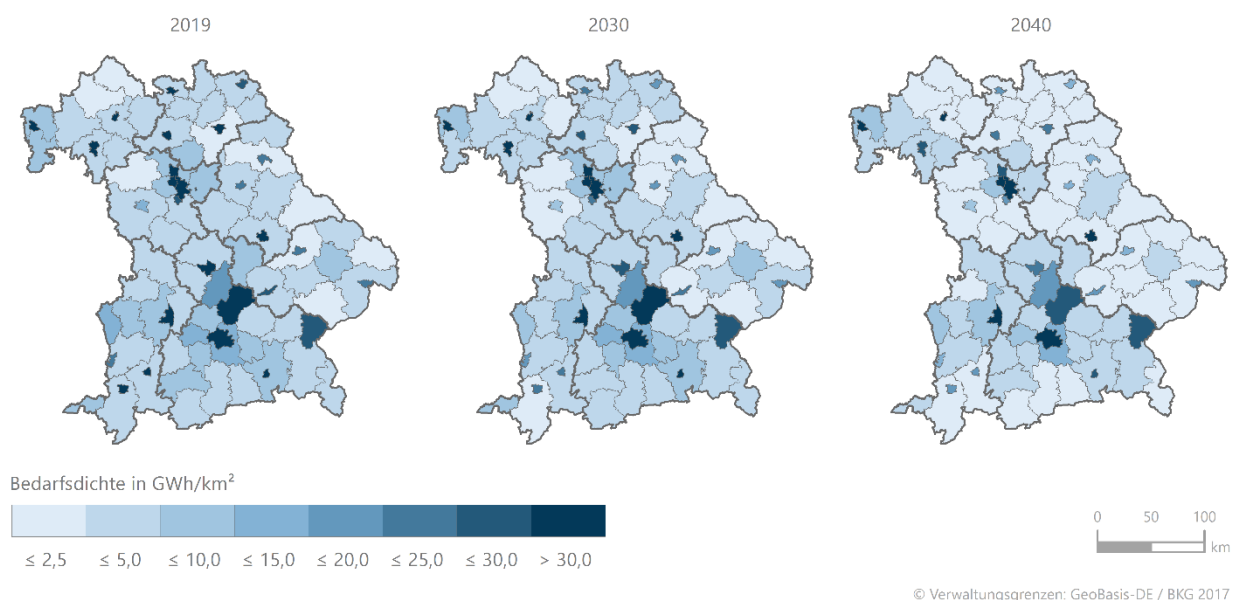 2019 2030 2040
Bedarfsdichte in GWh/km²
≤ 2,5 ≤ 5,0 ≤ 10,0 ≤ 15,0 ≤ 20,0 ≤ 25,0 ≤ 30,0 > 30,0
0 50 100
km
© Verwaltungsgrenzen: GeoBasis-DE / BKG 2017